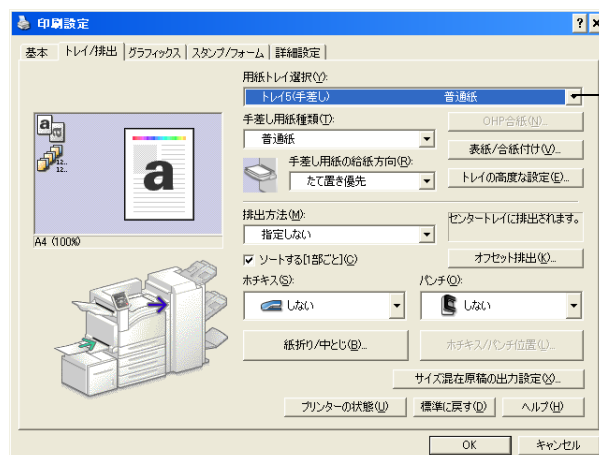 印刷設定
基本 トレイ/排出 グラフィックス スタンプ/フォーム 詳細設定
用紙トレイ選択(Y):
トレイ5(手差し) 普通紙
手差し用紙種類(T):
普通紙
OHP合紙(N)...
表紙/合紙付け(V)...
手差し用紙の給紙方向(R):
たて置き優先
トレイの高度な設定(E)...
A4 (100%)
排出方法(M):
指定しない
センタートレイに排出されます。
ソートする[1部ごと](C)
オフセット排出(K)...
ホチキス(S):
しない
パンチ(O):
しない
紙折り/中とじ(B)...
ホチキス/パンチ位置(L)...
サイズ混在原稿の出力設定(X)...
プリンターの状態(U)
標準に戻す(D)
ヘルプ(H)
OK
キャンセル